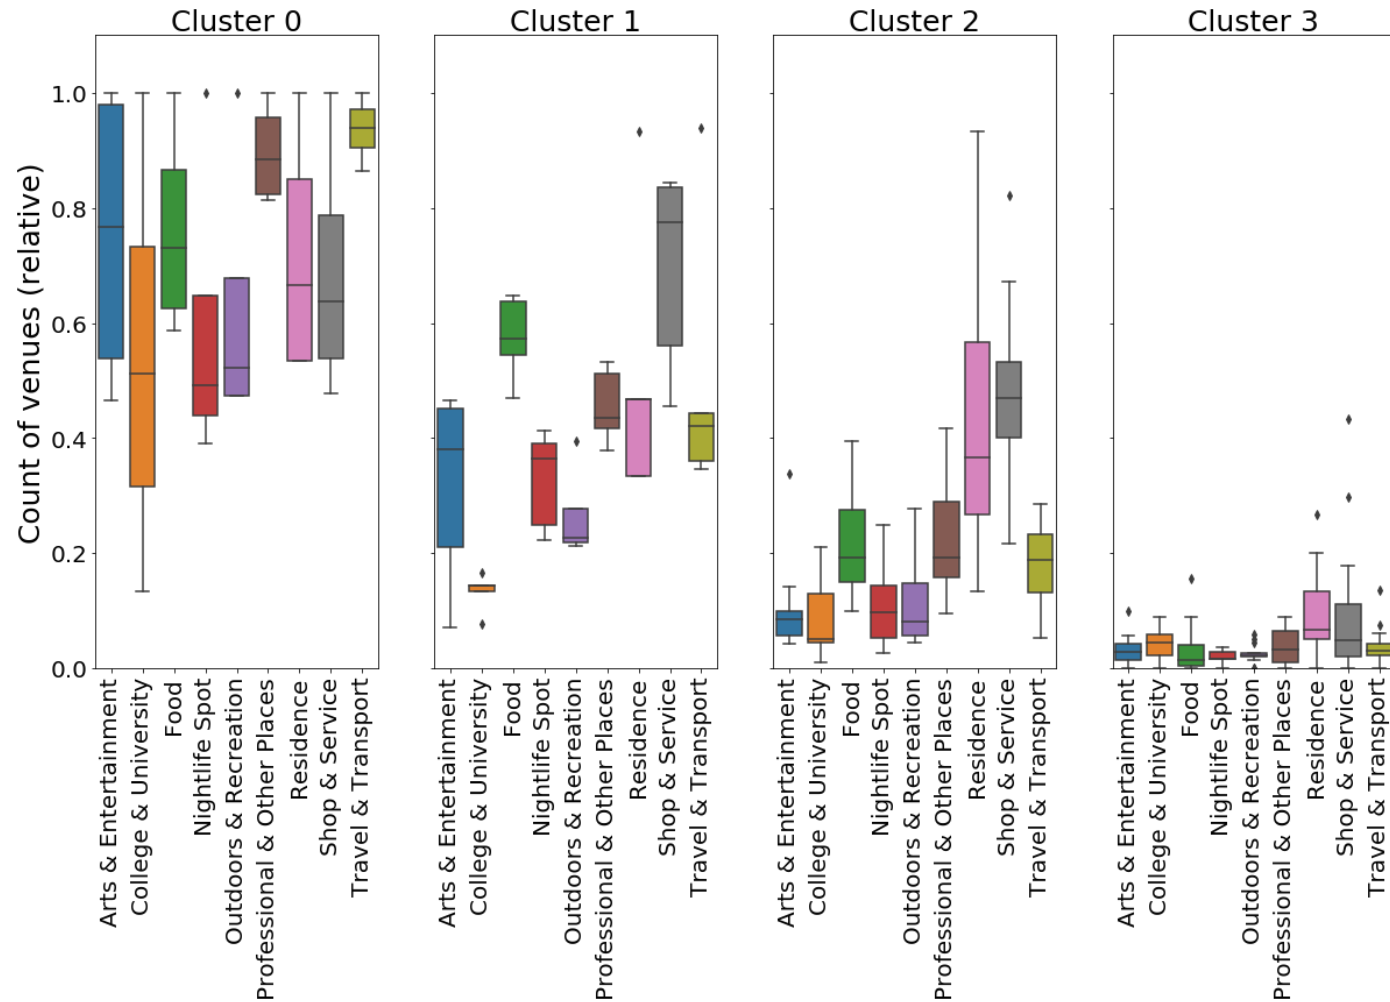 Cluster 0
Cluster 1
Cluster 2
Cluster 3
Count of venues (relative)
1.0
0.8
0.6
0.4
0.2
0.0
Arts & Entertainment
College & University
Food
Nightlife Spot
Outdoors & Recreation
Professional & Other Places
Residence
Shop & Service
Travel & Transport
Arts & Entertainment
College & University
Food
Nightlife Spot
Outdoors & Recreation
Professional & Other Places
Residence
Shop & Service
Travel & Transport
Arts & Entertainment
College & University
Food
Nightlife Spot
Outdoors & Recreation
Professional & Other Places
Residence
Shop & Service
Travel & Transport
Arts & Entertainment
College & University
Food
Nightlife Spot
Outdoors & Recreation
Professional & Other Places
Residence
Shop & Service
Travel & Transport